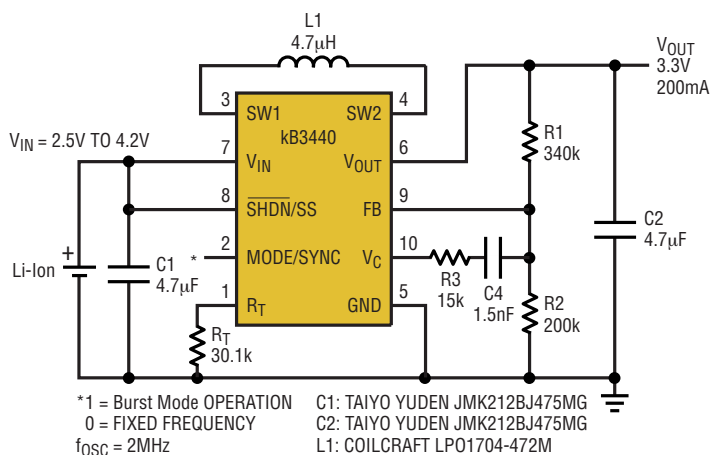 L1
4.7µH
3
SW1
4
SW2
kB3440
VOUT
3.3V
200mA
VIN = 2.5V TO 4.2V
7
VIN
6
VOUT
R1
340k
8
SHDN/SS
9
FB
2
*
MODE/SYNC
10
VC
R3
15k
C4
1.5nF
C2
4.7µF
+
Li-Ion
C1
4.7µF
1
RT
5
GND
RT
30.1k
R2
200k
*1 = Burst Mode OPERATION
0 = FIXED FREQUENCY
fOSC = 2MHz
C1: TAIYO YUDEN JMK212BJ475MG
C2: TAIYO YUDEN JMK212BJ475MG
L1: COILCRAFT LPO1704-472M